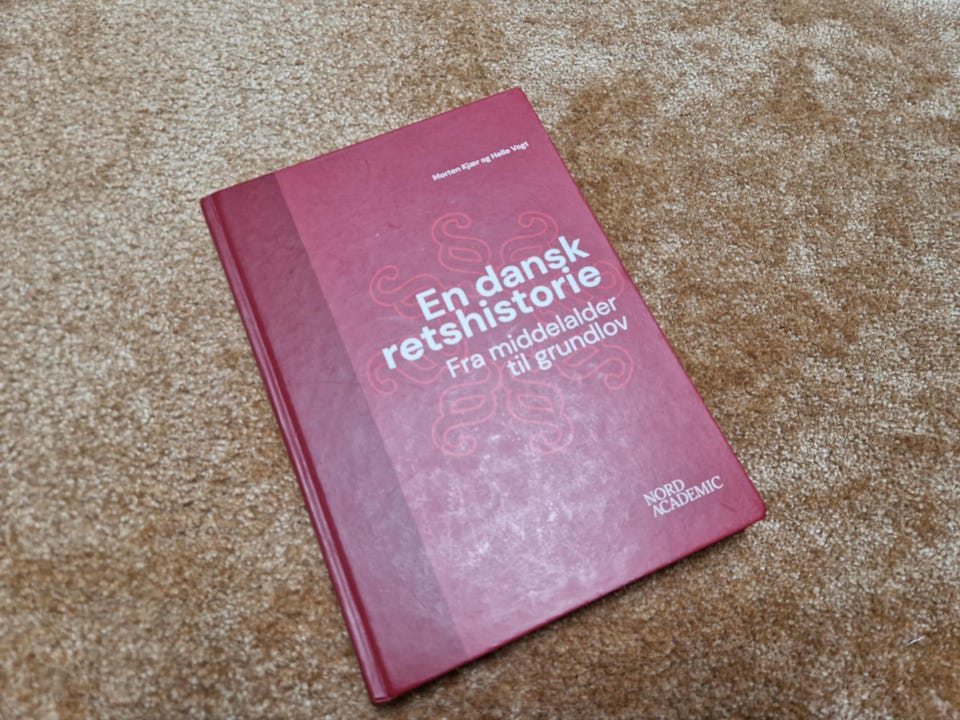 Morten Kjær og Helle Vogt
En dansk
retshistorie
Fra middelalder
til grundlov
NORD
ACADEMIC